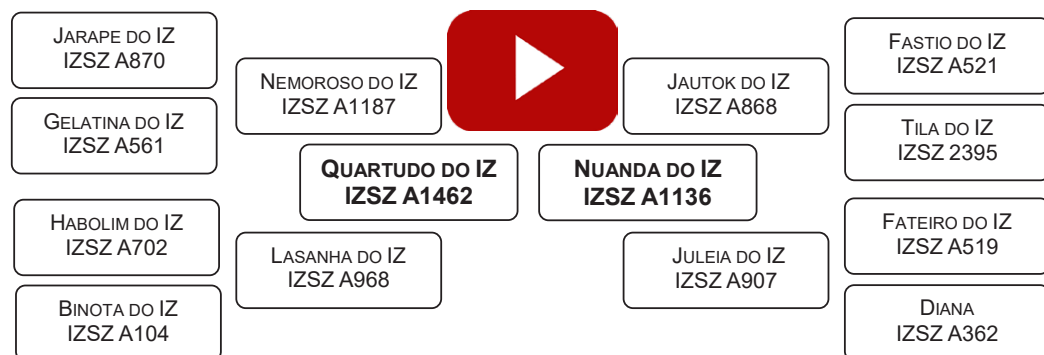 JARAPE DO IZ
IZSZ A870
GELATINA DO IZ
IZSZ A561
HABOLIM DO IZ
IZSZ A702
BINOTA DO IZ
IZSZ A104
NEMOROSO DO IZ
IZSZ A1187
LASANHA DO IZ
IZSZ A968
QUARTUDO DO IZ
IZSZ A1462
NUANDA DO IZ
IZSZ A1136
JAUTOK DO IZ
IZSZ A868
JULEIA DO IZ
IZSZ A907
FASTIO DO IZ
IZSZ A521
TILA DO IZ
IZSZ 2395
FATEIRO DO IZ
IZSZ A519
DIANA
IZSZ A362